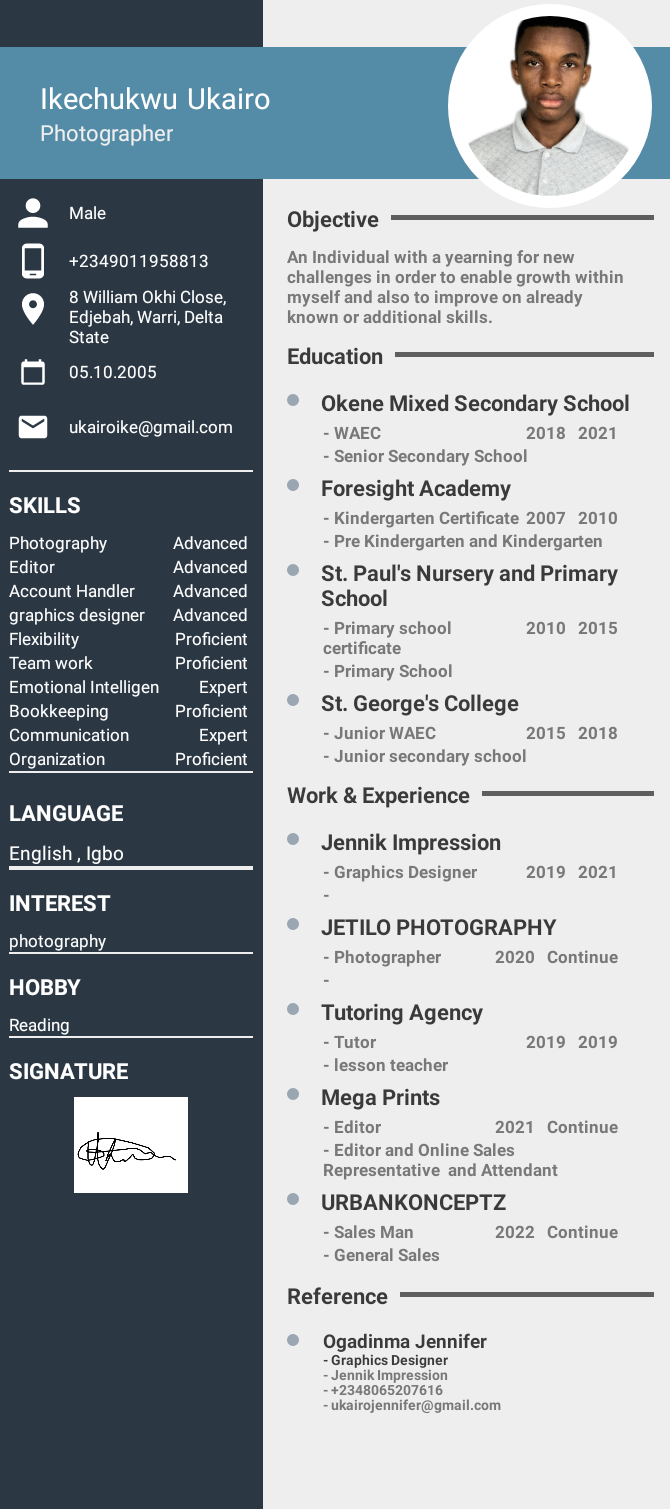 Ikechukwu Ukairo
Photographer
Male
+2349011958813
8 William Okhi Close,
Edjebah, Warri, Delta
State
05.10.2005
ukairoike@gmail.com
SKILLS
Photography Advanced
Editor Advanced
Account Handler Advanced
graphics designer Advanced
Flexibility Proficient
Team work Proficient
Emotional Intelligen Expert
Bookkeeping Proficient
Communication Expert
Organization Proficient
LANGUAGE
English , Igbo
INTEREST
photography
HOBBY
Reading
SIGNATURE
Objective
An Individual with a yearning for new
challenges in order to enable growth within
myself and also to improve on already
known or additional skills.
Education
Okene Mixed Secondary School
- WAEC 2018 2021
- Senior Secondary School
Foresight Academy
- Kindergarten Certificate 2007 2010
- Pre Kindergarten and Kindergarten
St. Paul's Nursery and Primary
School
- Primary school 2010 2015
certificate
- Primary School
St. George's College
- Junior WAEC 2015 2018
- Junior secondary school
Work & Experience
Jennik Impression
- Graphics Designer 2019 2021
-
JETILO PHOTOGRAPHY
- Photographer 2020 Continue
-
Tutoring Agency
- Tutor 2019 2019
- lesson teacher
Mega Prints
- Editor 2021 Continue
- Editor and Online Sales
Representative  and Attendant
URBANKONCEPTZ
- Sales Man 2022 Continue
- General Sales
Reference
Ogadinma Jennifer
- Graphics Designer
- Jennik Impression
- +2348065207616
- ukairojennifer@gmail.com